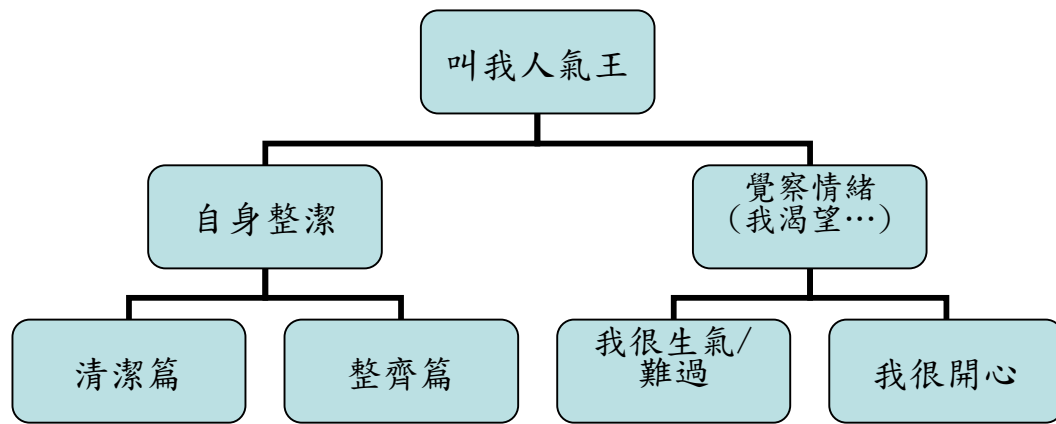 叫我人氣王
自身整潔
覺察情緒
(我渴望…)
清潔篇
整齊篇
我很生氣/
難過
我很開心